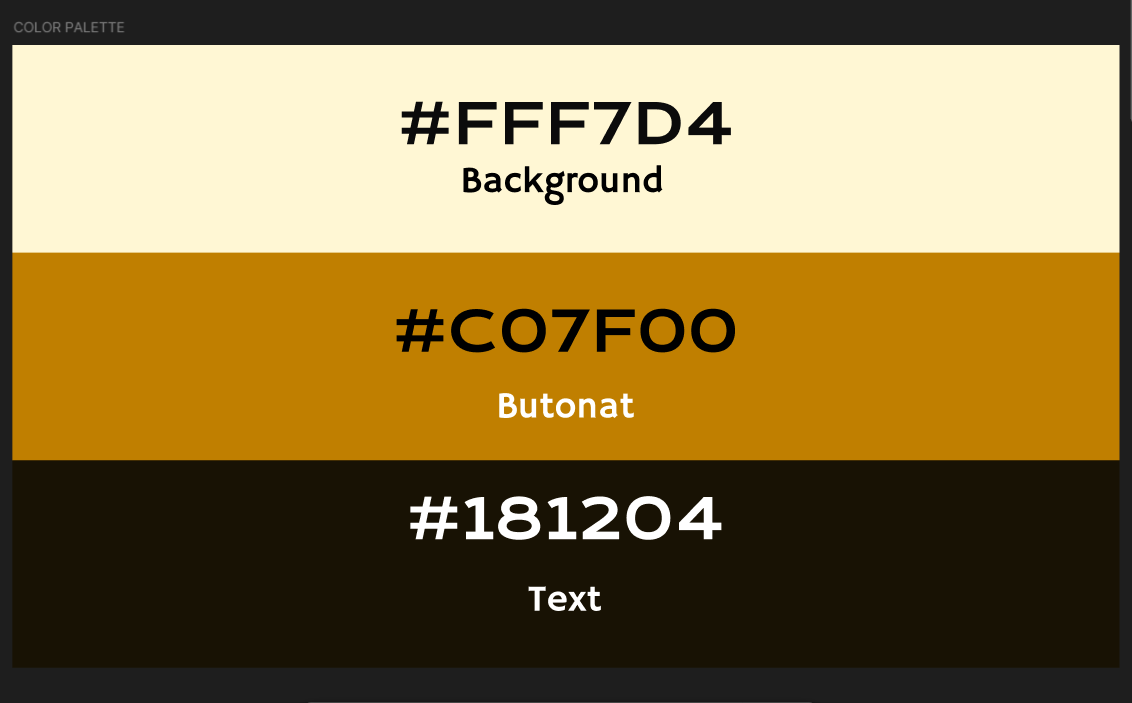 COLOR PALETTE
#FFF7D4
Background
#C07F00
Butonat
#181204
Text